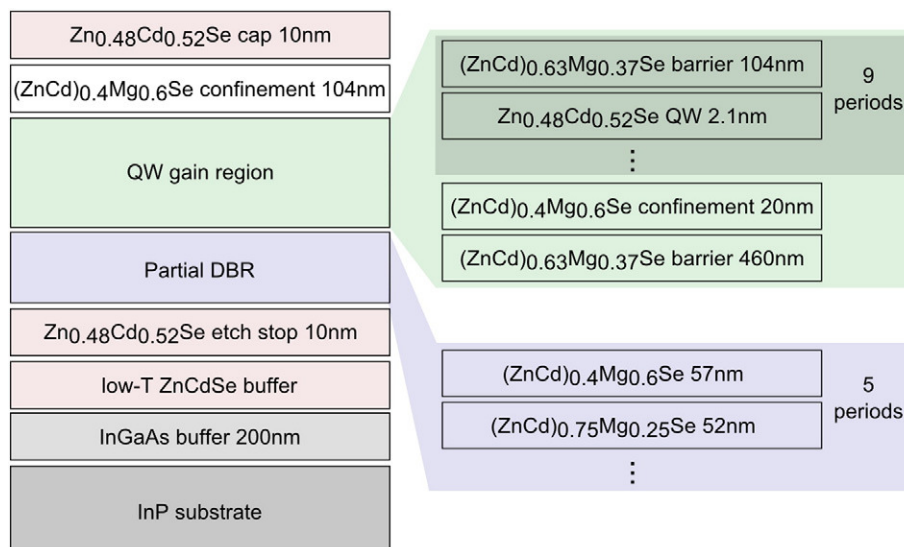 Zn0.48Cd0.52Se cap 10nm
(ZnCd)0.4Mg0.6Se confinement 104nm
QW gain region
Partial DBR
Zn0.48Cd0.52Se etch stop 10nm
low-T ZnCdSe buffer
InGaAs buffer 200nm
InP substrate
(ZnCd)0.63Mg0.37Se barrier 104nm
Zn0.48Cd0.52Se QW 2.1nm
⋮
9
periods
(ZnCd)0.4Mg0.6Se confinement 20nm
(ZnCd)0.63Mg0.37Se barrier 460nm
(ZnCd)0.4Mg0.6Se 57nm
(ZnCd)0.75Mg0.25Se 52nm
⋮
5
periods